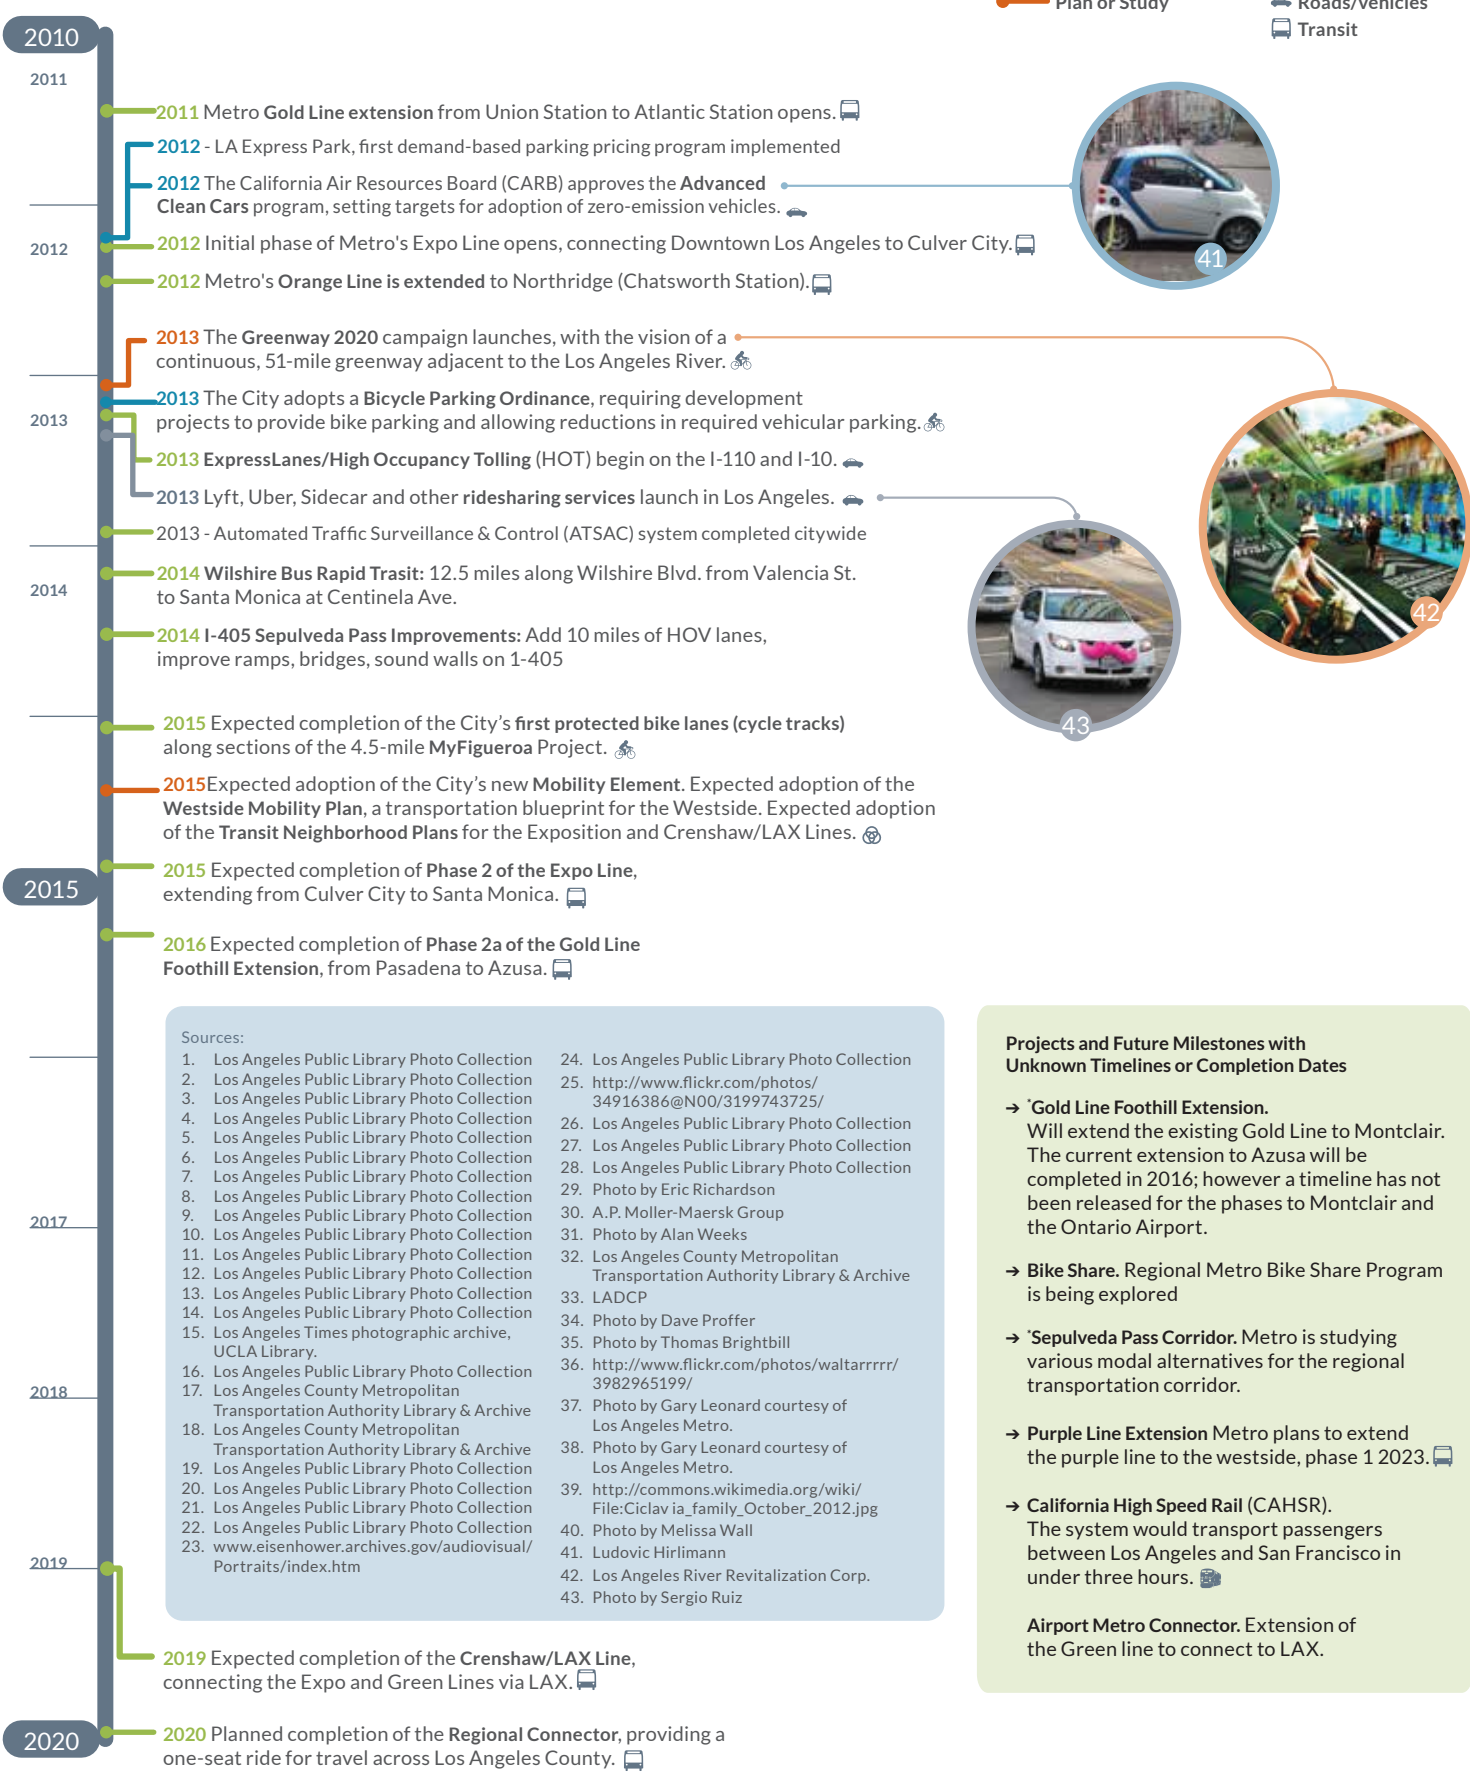 Plan or Study
Roads/Vehicles
Transit
2010
2011
2011 Metro Gold Line extension from Union Station to Atlantic Station opens.
2012 - LA Express Park, first demand-based parking pricing program implemented
2012 The California Air Resources Board (CARB) approves the Advanced
Clean Cars program, setting targets for adoption of zero-emission vehicles.
41
2012
2012 Initial phase of Metro's Expo Line opens, connecting Downtown Los Angeles to Culver City.
2012 Metro's Orange Line is extended to Northridge (Chatsworth Station).
2013 The Greenway 2020 campaign launches, with the vision of a
continuous, 51-mile greenway adjacent to the Los Angeles River.
42
2013
2013 The City adopts a Bicycle Parking Ordinance, requiring development
projects to provide bike parking and allowing reductions in required vehicular parking.
2013 ExpressLanes/High Occupancy Tolling (HOT) begin on the I-110 and I-10.
2013 Lyft, Uber, Sidecar and other ridesharing services launch in Los Angeles.
43
2013 - Automated Traffic Surveillance & Control (ATSAC) system completed citywide
2014
2014 Wilshire Bus Rapid Trasit: 12.5 miles along Wilshire Blvd. from Valencia St.
to Santa Monica at Centinela Ave.
2014 I-405 Sepulveda Pass Improvements: Add 10 miles of HOV lanes,
improve ramps, bridges, sound walls on 1-405
2015 Expected completion of the City's first protected bike lanes (cycle tracks)
along sections of the 4.5-mile MyFigueroa Project.
2015Expected adoption of the City's new Mobility Element. Expected adoption of the
Westside Mobility Plan, a transportation blueprint for the Westside. Expected adoption
of the Transit Neighborhood Plans for the Exposition and Crenshaw/LAX Lines.
2015
2015 Expected completion of Phase 2 of the Expo Line,
extending from Culver City to Santa Monica.
2016 Expected completion of Phase 2a of the Gold Line
Foothill Extension, from Pasadena to Azusa.
Sources:
1. Los Angeles Public Library Photo Collection
2. Los Angeles Public Library Photo Collection
3. Los Angeles Public Library Photo Collection
4. Los Angeles Public Library Photo Collection
5. Los Angeles Public Library Photo Collection
6. Los Angeles Public Library Photo Collection
7. Los Angeles Public Library Photo Collection
8. Los Angeles Public Library Photo Collection
9. Los Angeles Public Library Photo Collection
10. Los Angeles Public Library Photo Collection
11. Los Angeles Public Library Photo Collection
12. Los Angeles Public Library Photo Collection
13. Los Angeles Public Library Photo Collection
14. Los Angeles Public Library Photo Collection
15. Los Angeles Times photographic archive,
UCLA Library.
16. Los Angeles Public Library Photo Collection
17. Los Angeles County Metropolitan
Transportation Authority Library & Archive
18. Los Angeles County Metropolitan
Transportation Authority Library & Archive
19. Los Angeles Public Library Photo Collection
20. Los Angeles Public Library Photo Collection
21. Los Angeles Public Library Photo Collection
22. Los Angeles Public Library Photo Collection
23. www.eisenhower.archives.gov/audiovisual/
Portraits/index.htm
24. Los Angeles Public Library Photo Collection
25. http://www.flickr.com/photos/
34916386@N00/3199743725/
26. Los Angeles Public Library Photo Collection
27. Los Angeles Public Library Photo Collection
28. Los Angeles Public Library Photo Collection
29. Photo by Eric Richardson
30. A.P. Moller-Maersk Group
31. Photo by Alan Weeks
32. Los Angeles County Metropolitan
Transportation Authority Library & Archive
33. LADCP
34. Photo by Dave Proffer
35. Photo by Thomas Brightbill
36. http://www.flickr.com/photos/waltarrrrr/
3982965199/
37. Photo by Gary Leonard courtesy of
Los Angeles Metro.
38. Photo by Gary Leonard courtesy of
Los Angeles Metro.
39. http://commons.wikimedia.org/wiki/
File:Ciclav ia_family_October_2012.jpg
40. Photo by Melissa Wall
41. Ludovic Hirlimann
42. Los Angeles River Revitalization Corp.
43. Photo by Sergio Ruiz
Projects and Future Milestones with
Unknown Timelines or Completion Dates
→ *Gold Line Foothill Extension.
Will extend the existing Gold Line to Montclair.
The current extension to Azusa will be
completed in 2016; however a timeline has not
been released for the phases to Montclair and
the Ontario Airport.
→ Bike Share. Regional Metro Bike Share Program
is being explored
→ *Sepulveda Pass Corridor. Metro is studying
various modal alternatives for the regional
transportation corridor.
→ Purple Line Extension Metro plans to extend
the purple line to the westside, phase 1 2023.
→ California High Speed Rail (CAHSR).
The system would transport passengers
between Los Angeles and San Francisco in
under three hours.
Airport Metro Connector. Extension of
the Green line to connect to LAX.
2017
2018
2019
2019 Expected completion of the Crenshaw/LAX Line,
connecting the Expo and Green Lines via LAX.
2020
2020 Planned completion of the Regional Connector, providing a
one-seat ride for travel across Los Angeles County.